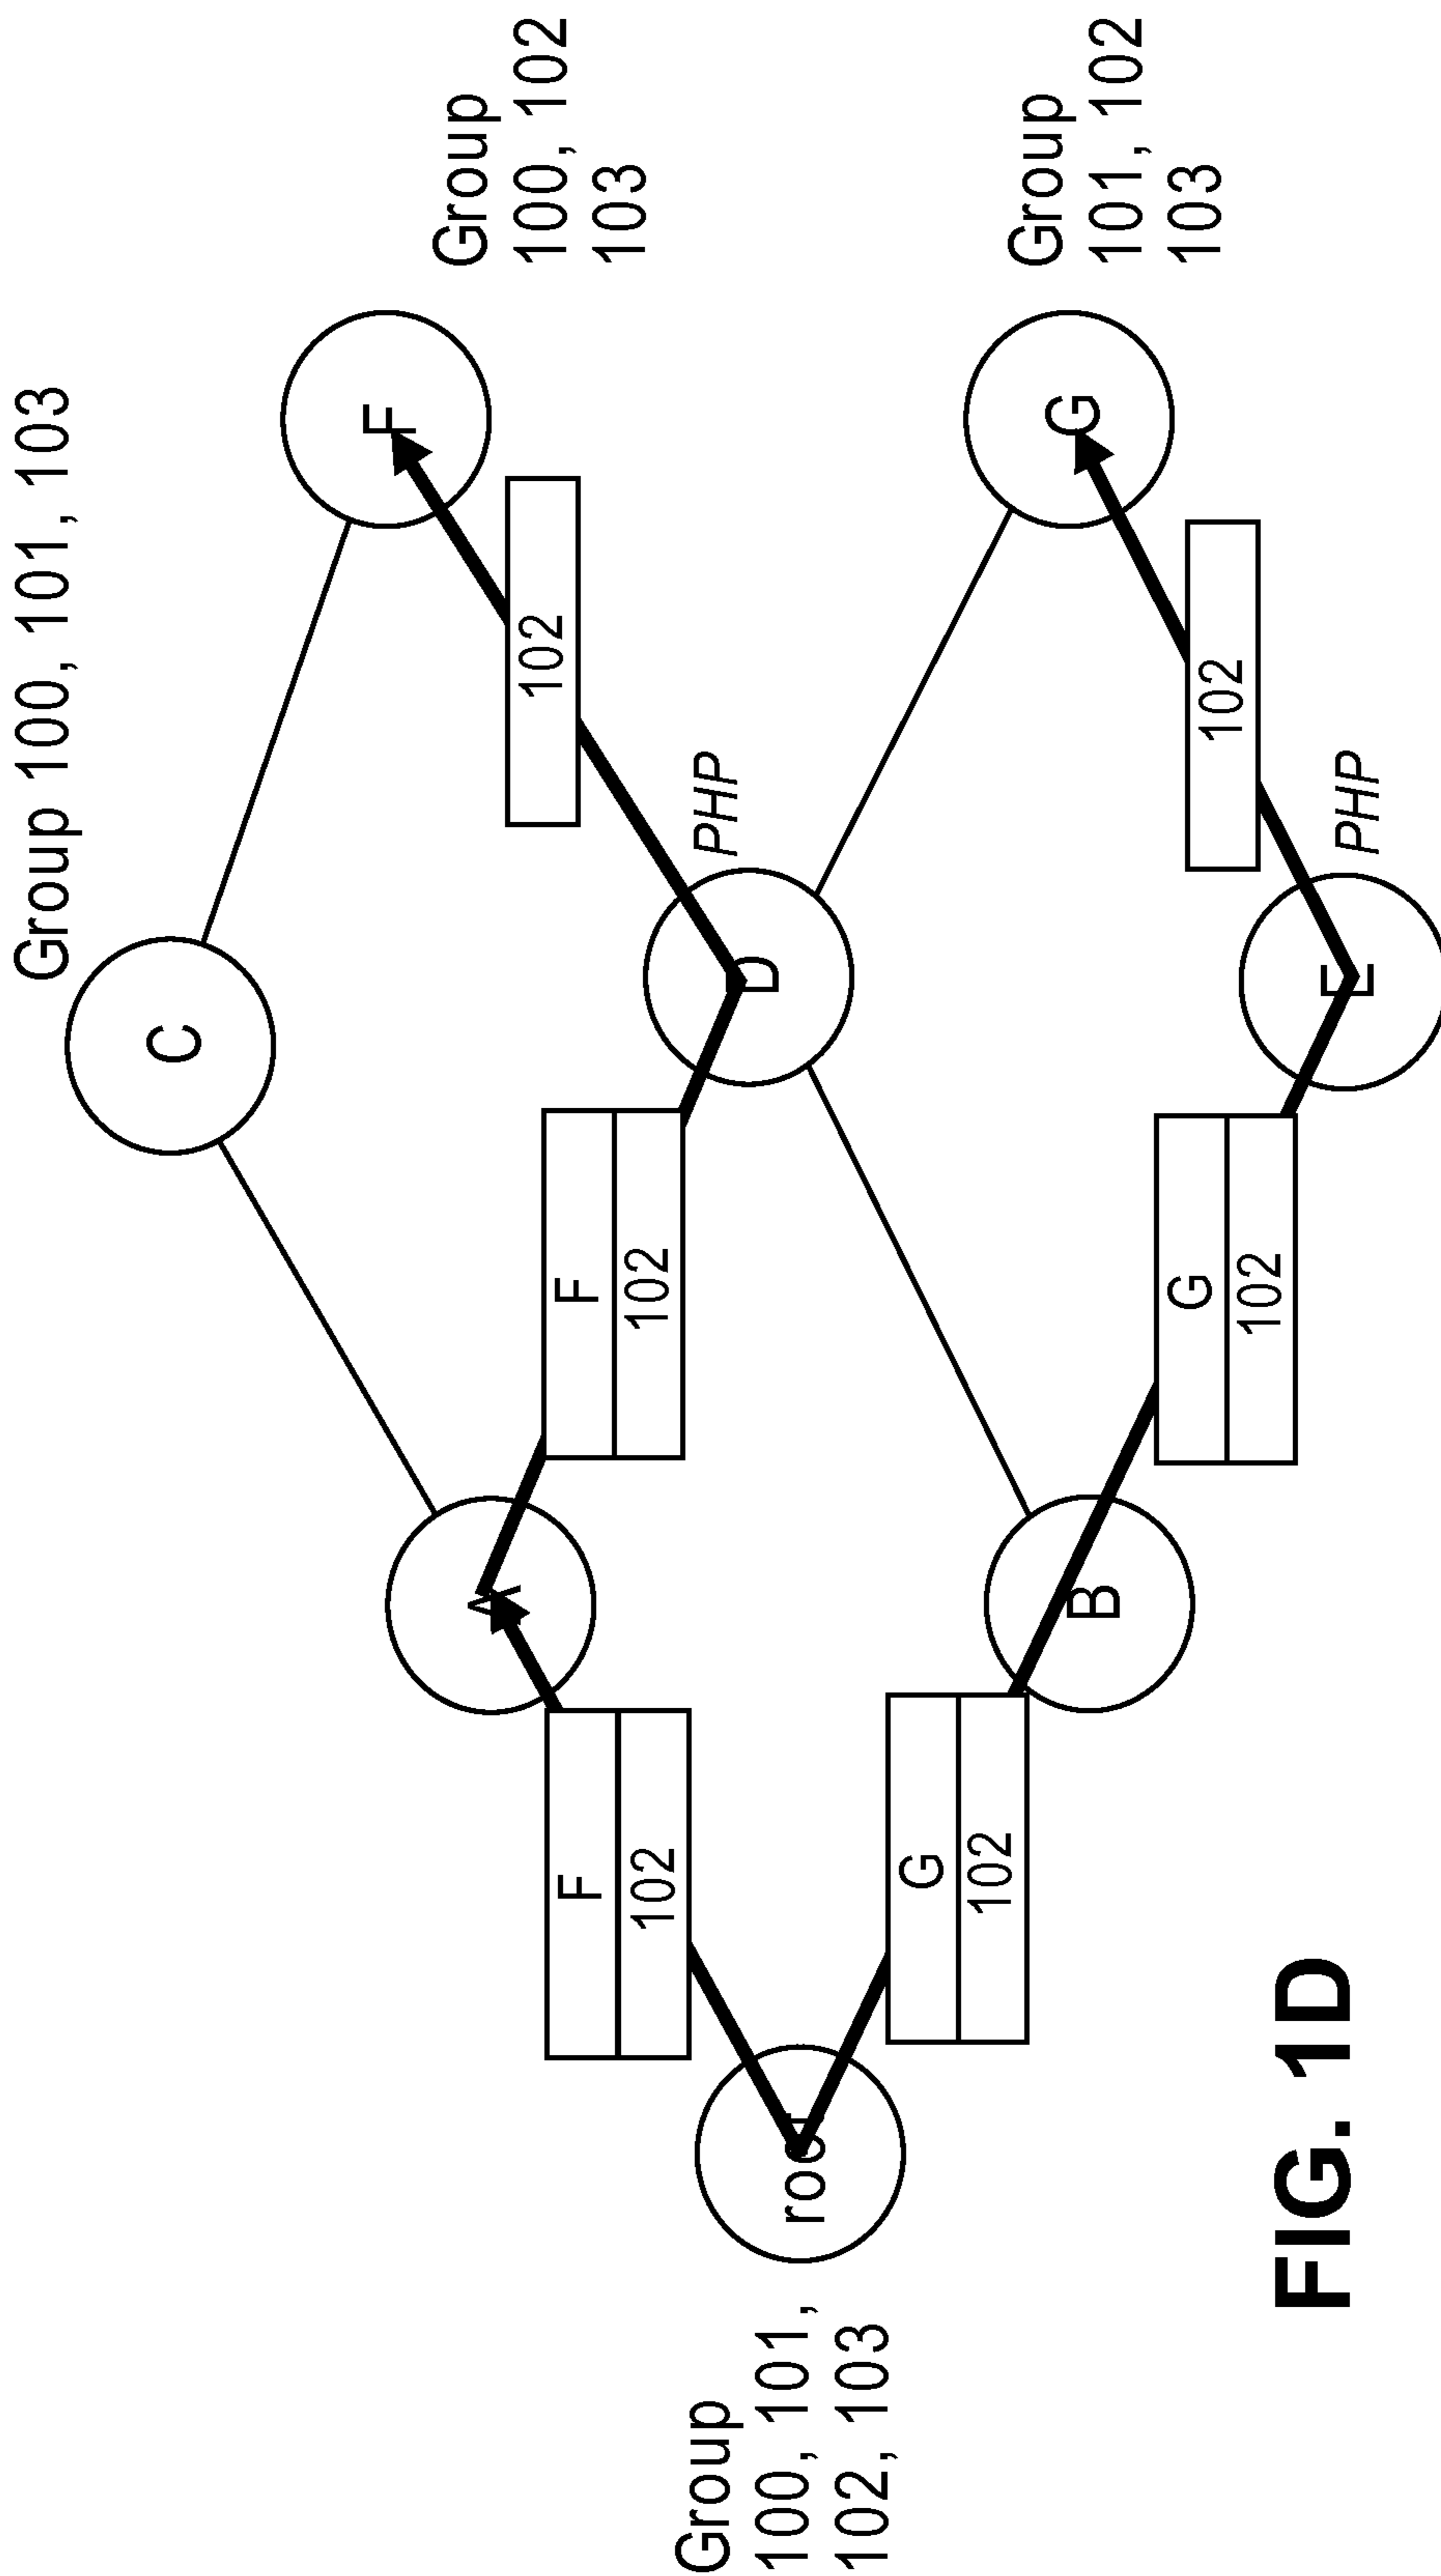 Group 100, 101, 103
C
F
Group
100, 102
103
A
F
102
102
F
102
D
PHP
root
Group
100, 101,
102, 103
G
102
B
G
102
102
G
Group
101, 102
103
E
PHP
FIG. 1D